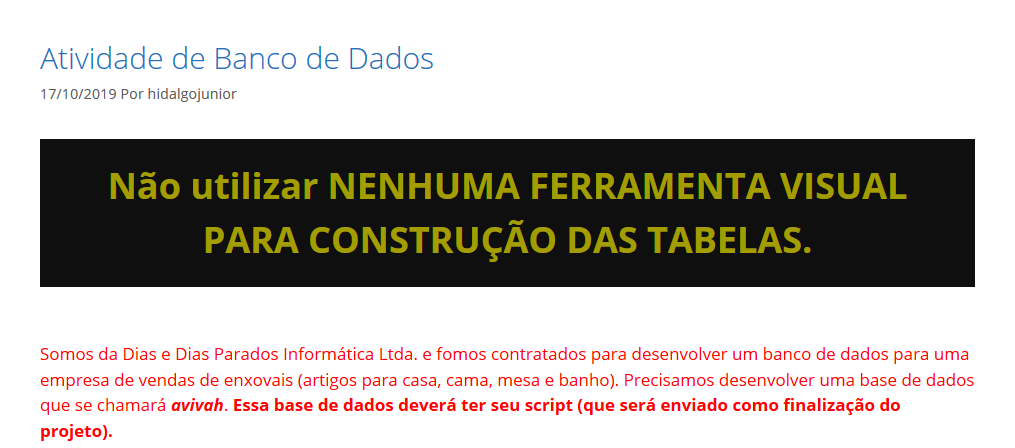 Atividade de Banco de Dados
17/10/2019 Por hidalgojunior
Não utilizar NENHUMA FERRAMENTA VISUAL
PARA CONSTRUÇÃO DAS TABELAS.
Somos da Dias e Dias Parados Informática Ltda. e fomos contratados para desenvolver um banco de dados para uma
empresa de vendas de enxovais (artigos para casa, cama, mesa e banho). Precisamos desenvolver uma base de dados
que se chamará avivah. Essa base de dados deverá ter seu script (que será enviado como finalização do
projeto).